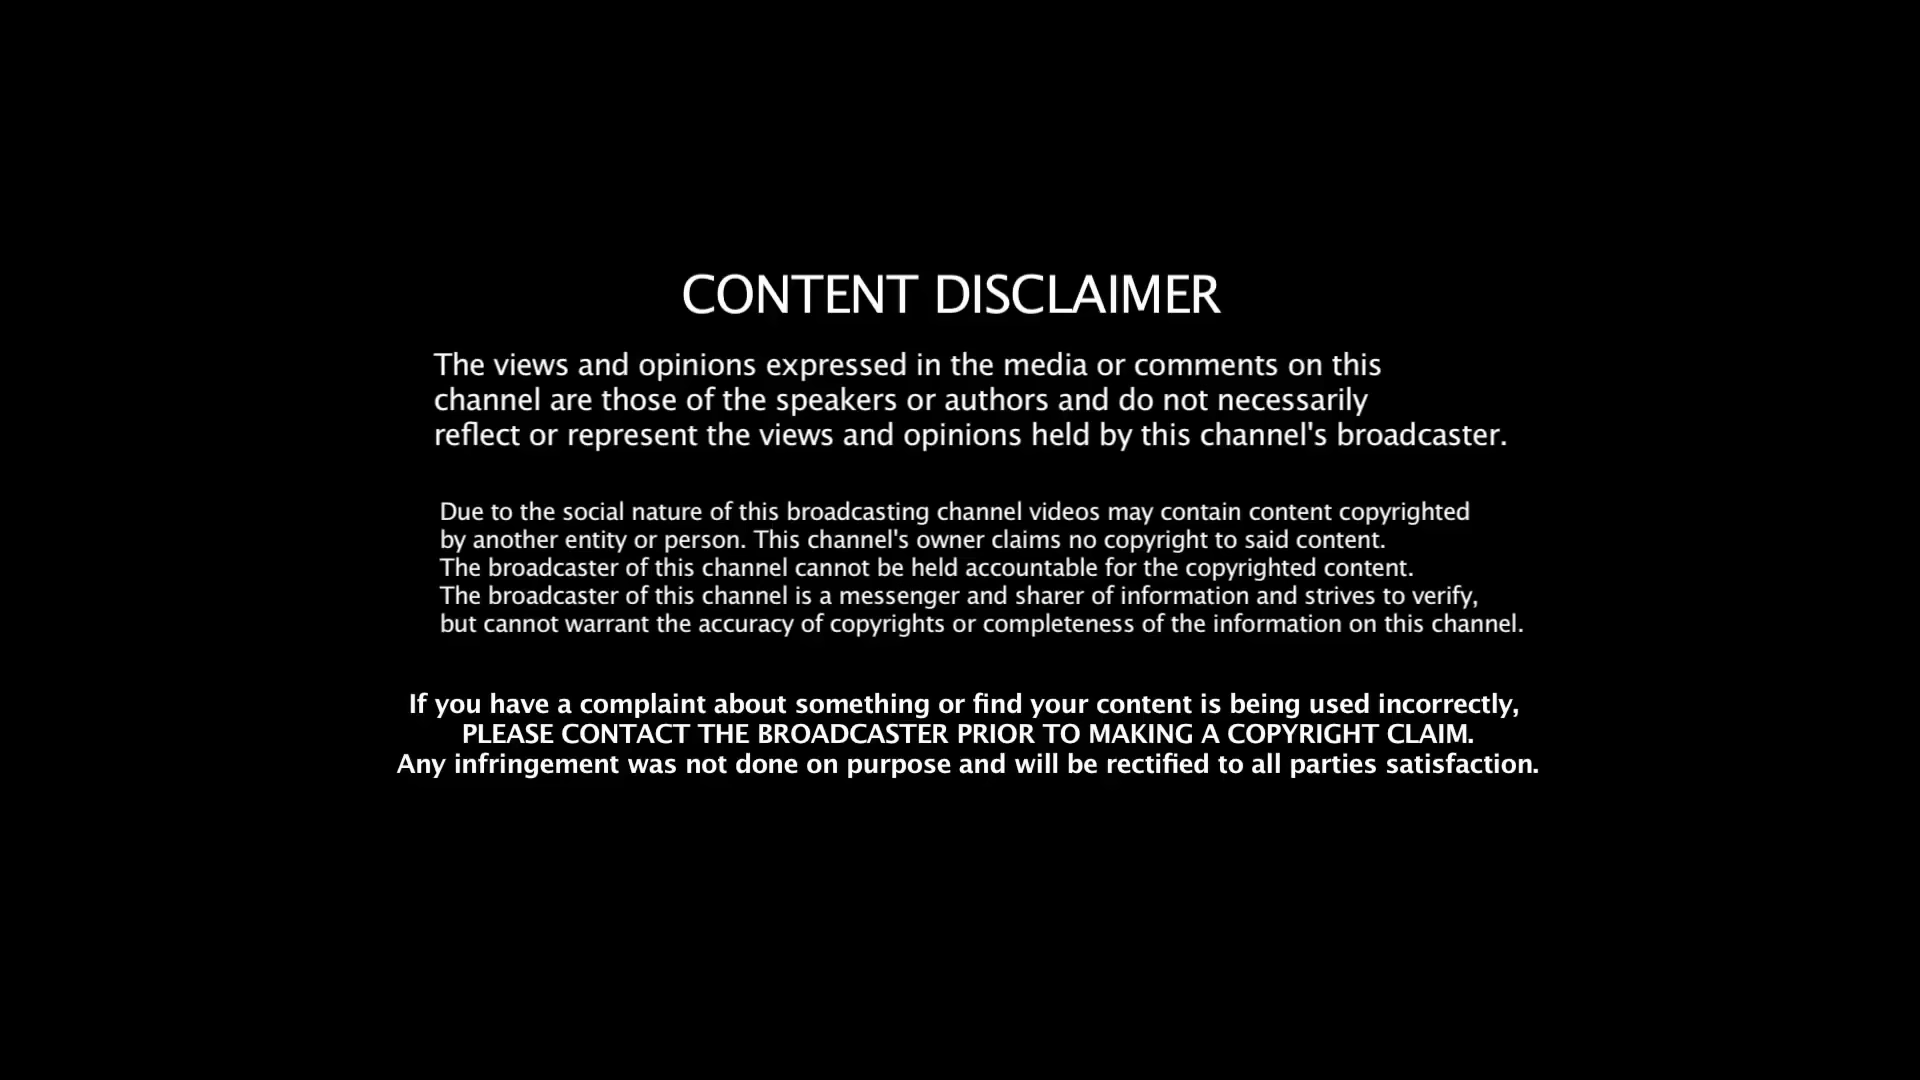 CONTENT DISCLAIMER
The views and opinions expressed in the media or comments on this
channel are those of the speakers or authors and do not necessarily
reflect or represent the views and opinions held by this channel's broadcaster.
Due to the social nature of this broadcasting channel videos may contain content copyrighted
by another entity or person. This channel's owner claims no copyright to said content.
The broadcaster of this channel cannot be held accountable for the copyrighted content.
The broadcaster of this channel is a messenger and sharer of information and strives to verify,
but cannot warrant the accuracy of copyrights or completeness of the information on this channel.
If you have a complaint about something or find your content is being used incorrectly,
PLEASE CONTACT THE BROADCASTER PRIOR TO MAKING A COPYRIGHT CLAIM.
Any infringement was not done on purpose and will be rectified to all parties satisfaction.